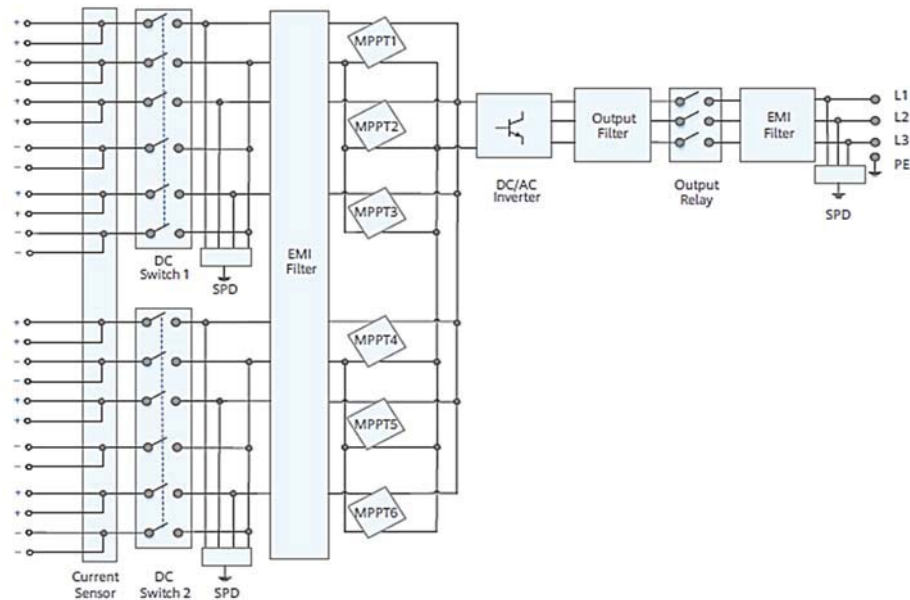 +
+
−
−
+
+
−
−
+
+
−
−
DC
Switch 1
SPD
+
+
−
−
+
+
−
−
+
+
−
−
Current
Sensor
DC
Switch 2
SPD
EMI
Filter
MPPT1
MPPT2
MPPT3
MPPT4
MPPT5
MPPT6
DC/AC
Inverter
Output
Filter
Output
Relay
EMI
Filter
L1
L2
L3
PE
SPD